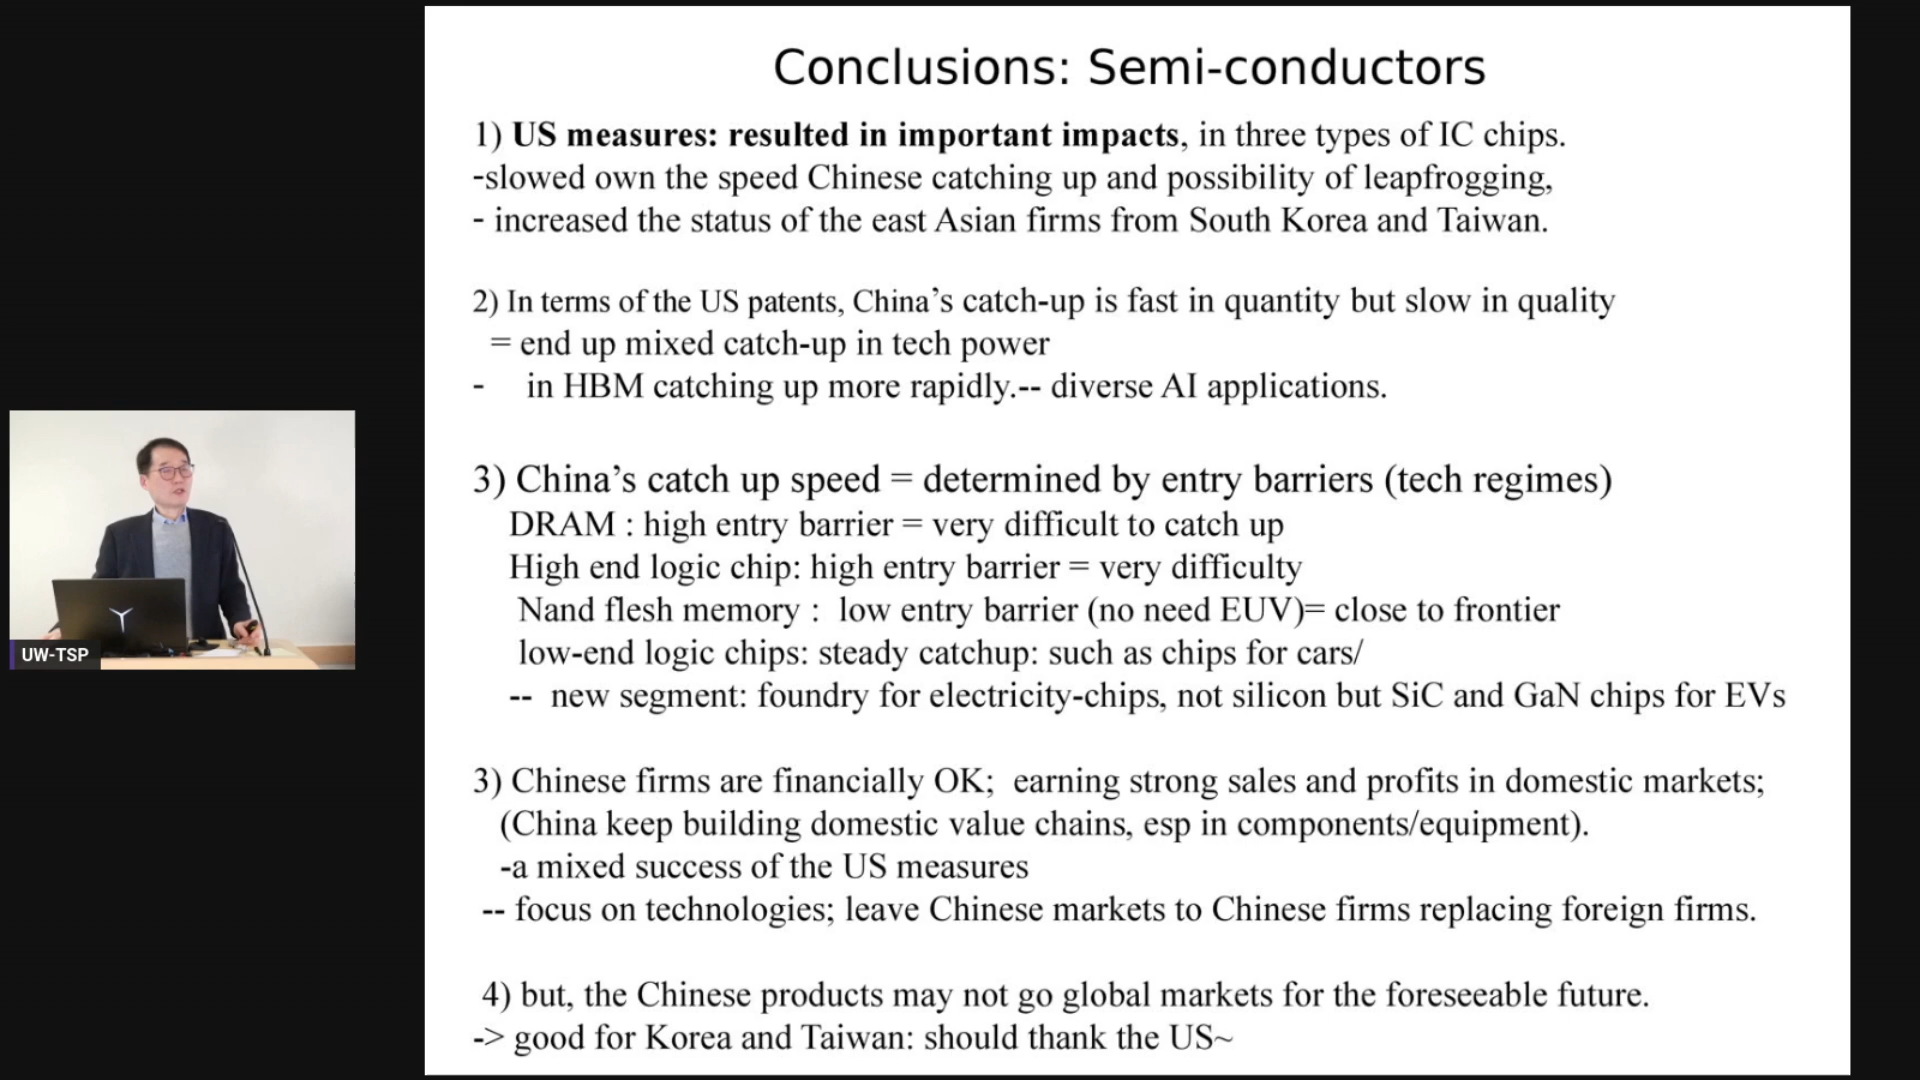 Conclusions: Semi-conductors
1) US measures: resulted in important impacts, in three types of IC chips.
-slowed own the speed Chinese catching up and possibility of leapfrogging,
- increased the status of the east Asian firms from South Korea and Taiwan.
2) In terms of the US patents, China’s catch-up is fast in quantity but slow in quality
= end up mixed catch-up in tech power
- in HBM catching up more rapidly.-- diverse AI applications.
3) China’s catch up speed = determined by entry barriers (tech regimes)
DRAM : high entry barrier = very difficult to catch up
High end logic chip: high entry barrier = very difficulty
Nand flesh memory : low entry barrier (no need EUV)= close to frontier
low-end logic chips: steady catchup: such as chips for cars/
-- new segment: foundry for electricity-chips, not silicon but SiC and GaN chips for EVs
3) Chinese firms are financially OK; earning strong sales and profits in domestic markets;
(China keep building domestic value chains, esp in components/equipment).
-a mixed success of the US measures
-- focus on technologies; leave Chinese markets to Chinese firms replacing foreign firms.
4) but, the Chinese products may not go global markets for the foreseeable future.
-> good for Korea and Taiwan: should thank the US~
UW-TSP